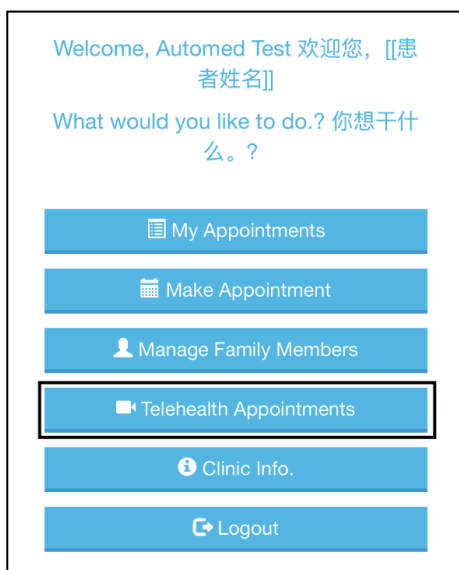 Welcome, Automed Test 欢迎您，[[患
者姓名]]
What would you like to do.? 你想干什
么。?
My Appointments
Make Appointment
Manage Family Members
Telehealth Appointments
Clinic Info.
Logout